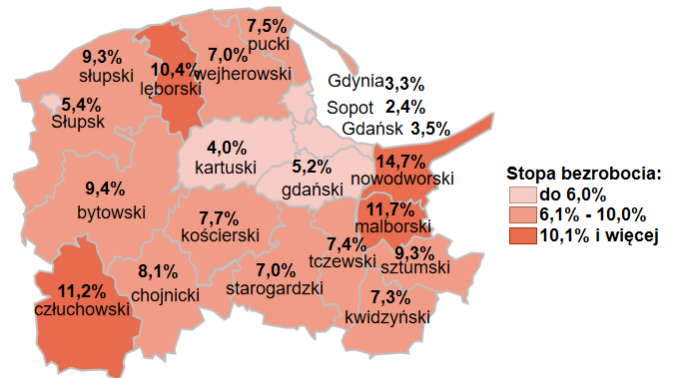 7,5%
pucki
9,3%
słupski
10,4%
lęborski
7,0%
wejherowski
Gdynia 3,3%
Sopot 2,4%
Gdańsk 3,5%
5,4%
Słupsk
4,0%
kartuski
5,2%
gdański
14,7%
nowodworski
Stopa bezrobocia:
do 6,0%
6,1% - 10,0%
10,1% i więcej
9,4%
bytowski
7,7%
kościerski
11,7%
malborski
7,4%
tczewski
9,3%
sztumski
11,2%
człuchowski
8,1%
chojnicki
7,0%
starogardzki
7,3%
kwidzyński